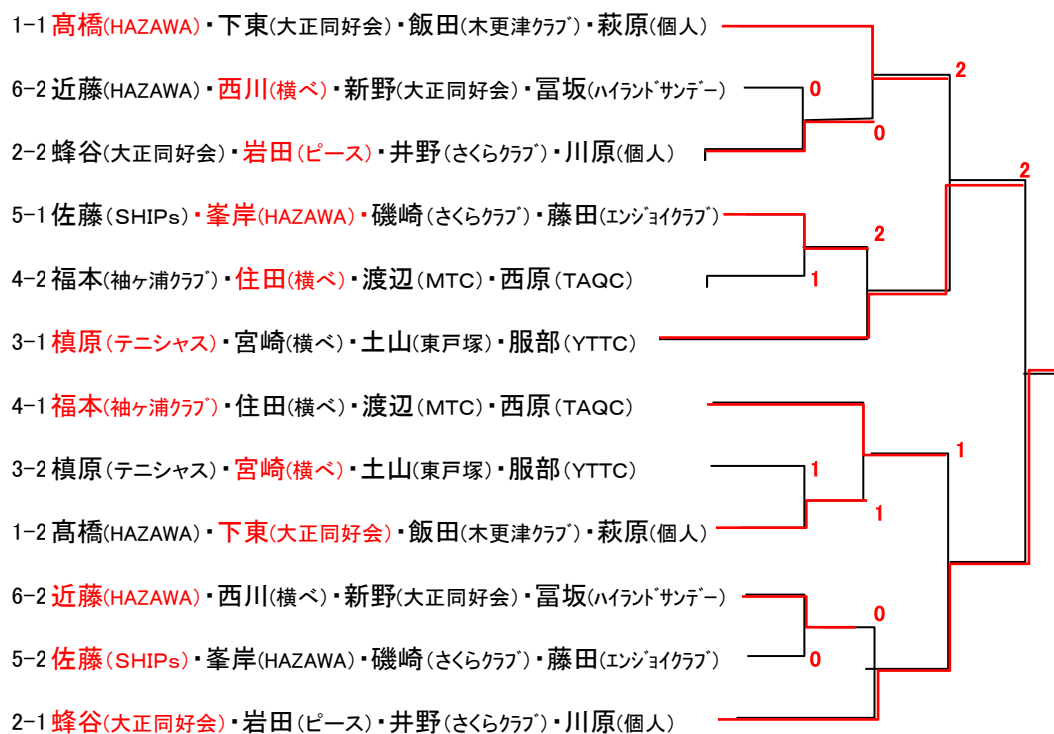 1-1 髙橋(HAZAWA)・下東(大正同好会)・飯田(木更津クラブ)・萩原(個人)
2
6-2 近藤(HAZAWA)・西川(横ベ)・新野(大正同好会)・冨坂(ハイランドサンデー)
0
0
2-2 蜂谷(大正同好会)・岩田(ピース)・井野(さくらクラブ)・川原(個人)
2
5-1 佐藤(SHIPs)・峯岸(HAZAWA)・磯崎(さくらクラブ)・藤田(エンジョイクラブ)
2
4-2 福本(袖ヶ浦クラブ)・住田(横ベ)・渡辺(MTC)・西原(TAQC)
1
3-1 槙原(テニシャス)・宮崎(横ベ)・土山(東戸塚)・服部(YTTC)
4-1 福本(袖ヶ浦クラブ)・住田(横ベ)・渡辺(MTC)・西原(TAQC)
1
3-2 槙原(テニシャス)・宮崎(横ベ)・土山(東戸塚)・服部(YTTC)
1
1
1-2 髙橋(HAZAWA)・下東(大正同好会)・飯田(木更津クラブ)・萩原(個人)
6-2 近藤(HAZAWA)・西川(横ベ)・新野(大正同好会)・冨坂(ハイランドサンデー)
0
5-2 佐藤(SHIPs)・峯岸(HAZAWA)・磯崎(さくらクラブ)・藤田(エンジョイクラブ)
0
2-1 蜂谷(大正同好会)・岩田(ピース)・井野(さくらクラブ)・川原(個人)